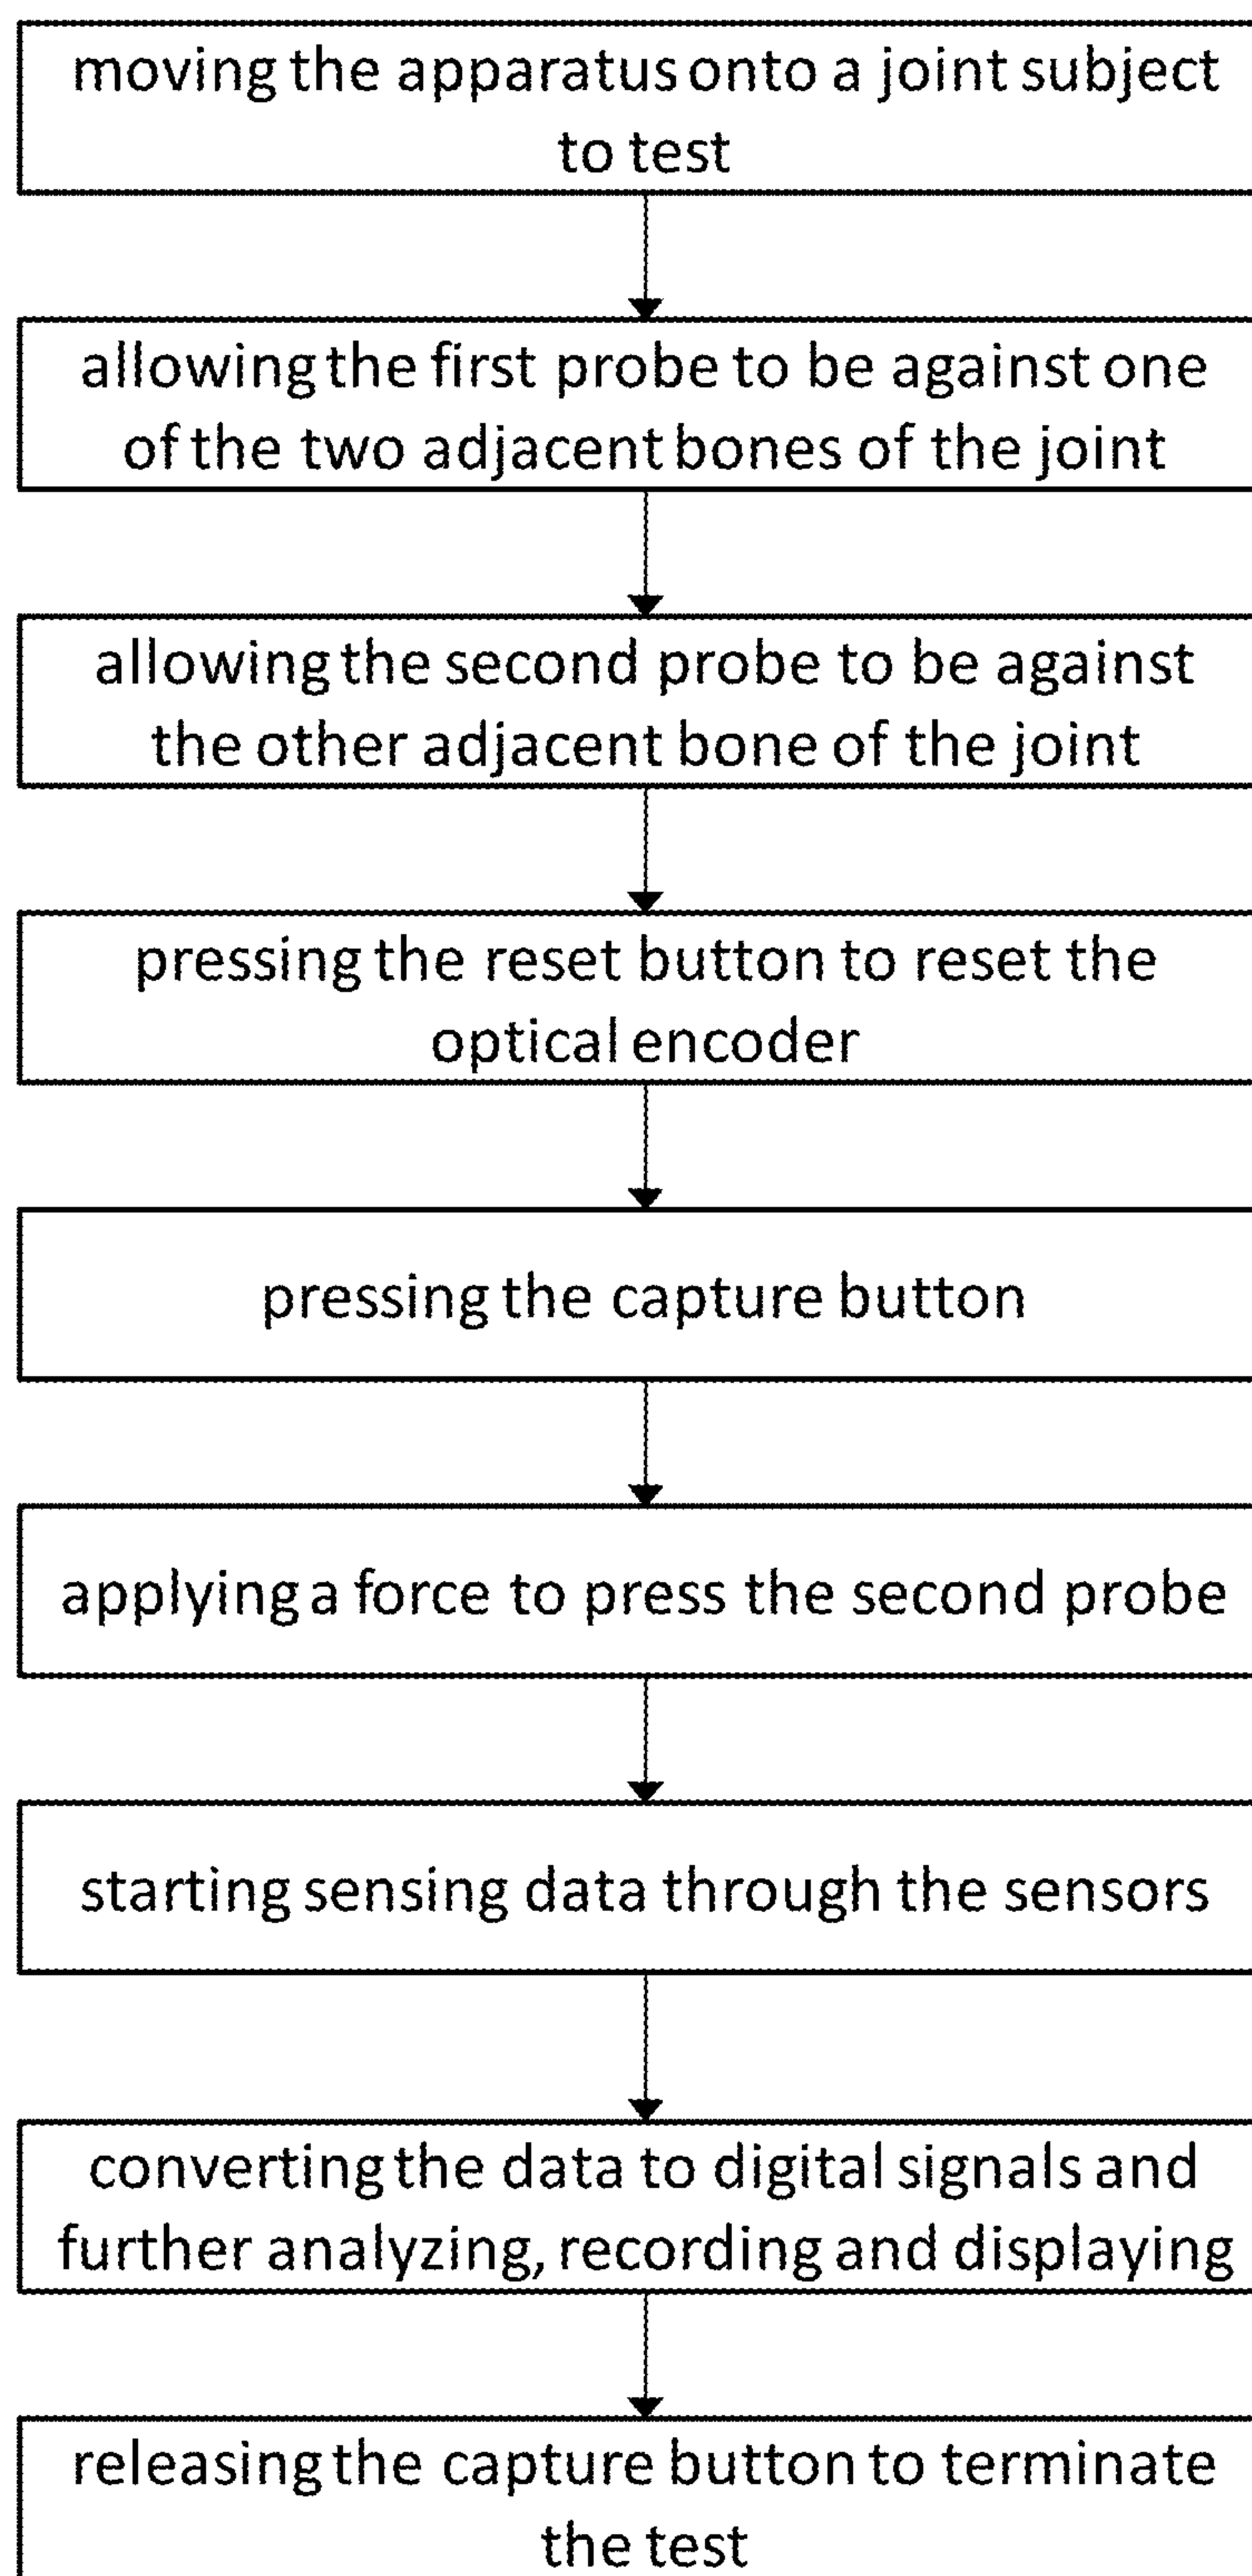 moving the apparatus onto a joint subject
to test
allowing the first probe to be against one
of the two adjacent bones of the joint
allowing the second probe to be against
the other adjacent bone of the joint
pressing the reset button to reset the
optical encoder
pressing the capture button
applying a force to press the second probe
starting sensing data through the sensors
converting the data to digital signals and
further analyzing, recording and displaying
releasing the capture button to terminate
the test